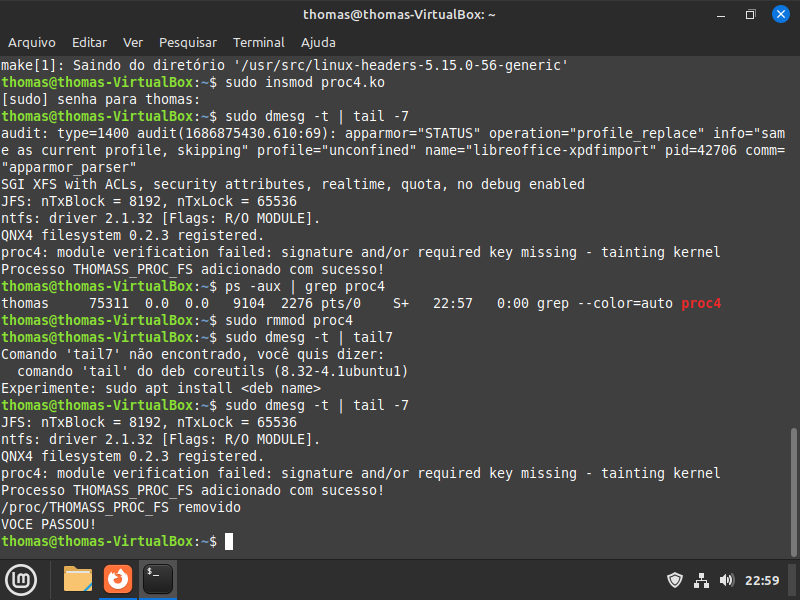 thomas@thomas-VirtualBox: ~
Arquivo Editar Ver Pesquisar Terminal Ajuda
make[1]: Saindo do diretório '/usr/src/linux-headers-5.15.0-56-generic'
thomas@thomas-VirtualBox:~$ sudo insmod proc4.ko
[sudo] senha para thomas:
thomas@thomas-VirtualBox:~$ sudo dmesg -t | tail -7
audit: type=1400 audit(1686875430.610:69): apparmor="STATUS" operation="profile_replace" info="sam
e as current profile, skipping" profile="unconfined" name="libreoffice-xpdfimport" pid=42706 comm=
"apparmor_parser"
SGI XFS with ACLs, security attributes, realtime, quota, no debug enabled
JFS: nTxBlock = 8192, nTxLock = 65536
ntfs: driver 2.1.32 [Flags: R/O MODULE].
QNX4 filesystem 0.2.3 registered.
proc4: module verification failed: signature and/or required key missing - tainting kernel
Processo THOMASS_PROC_FS adicionado com sucesso!
thomas@thomas-VirtualBox:~$ ps -aux | grep proc4
thomas     75311  0.0  0.0   9104  2276 pts/0    S+   22:57   0:00 grep --color=auto proc4
thomas@thomas-VirtualBox:~$ sudo rmmod proc4
thomas@thomas-VirtualBox:~$ sudo dmesg -t | tail7
Comando 'tail7' não encontrado, você quis dizer:
  comando 'tail' do deb coreutils (8.32-4.1ubuntu1)
Experimente: sudo apt install <deb name>
thomas@thomas-VirtualBox:~$ sudo dmesg -t | tail -7
JFS: nTxBlock = 8192, nTxLock = 65536
ntfs: driver 2.1.32 [Flags: R/O MODULE].
QNX4 filesystem 0.2.3 registered.
proc4: module verification failed: signature and/or required key missing - tainting kernel
Processo THOMASS_PROC_FS adicionado com sucesso!
/proc/THOMASS_PROC_FS removido
VOCE PASSOU!
thomas@thomas-VirtualBox:~$
22:59